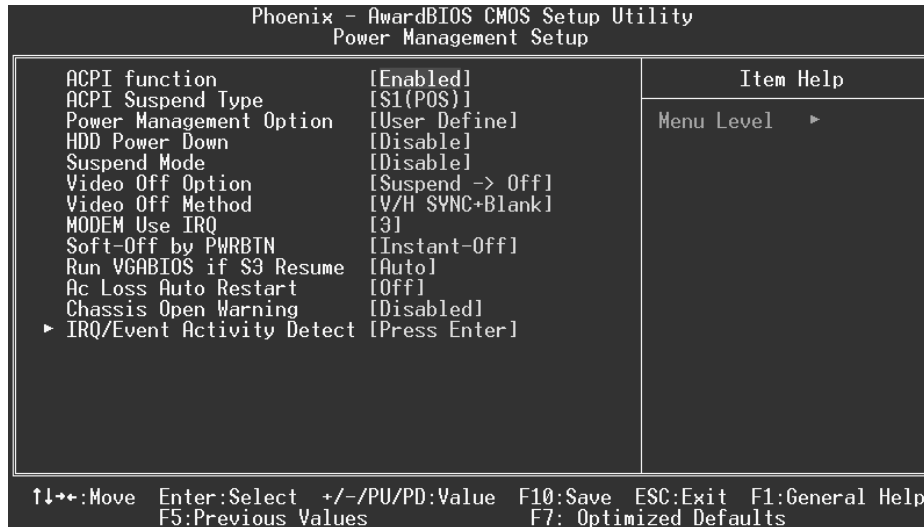 Phoenix - AwardBIOS CMOS Setup Utility
Power Management Setup
ACPI function [Enabled]
ACPI Suspend Type [S1(POS)]
Power Management Option [User Define]
HDD Power Down [Disable]
Suspend Mode [Disable]
Video Off Option [Suspend -> Off]
Video Off Method [V/H SYNC+Blank]
MODEM Use IRQ [3]
Soft-Off by PWRBTN [Instant-Off]
Run VGABIOS if S3 Resume [Auto]
Ac Loss Auto Restart [Off]
Chassis Open Warning [Disabled]
► IRQ/Event Activity Detect [Press Enter]
Item Help
Menu Level ►
↑↓→←:Move Enter:Select +/-/PU/PD:Value F10:Save ESC:Exit F1:General Help
F5:Previous Values F7: Optimized Defaults